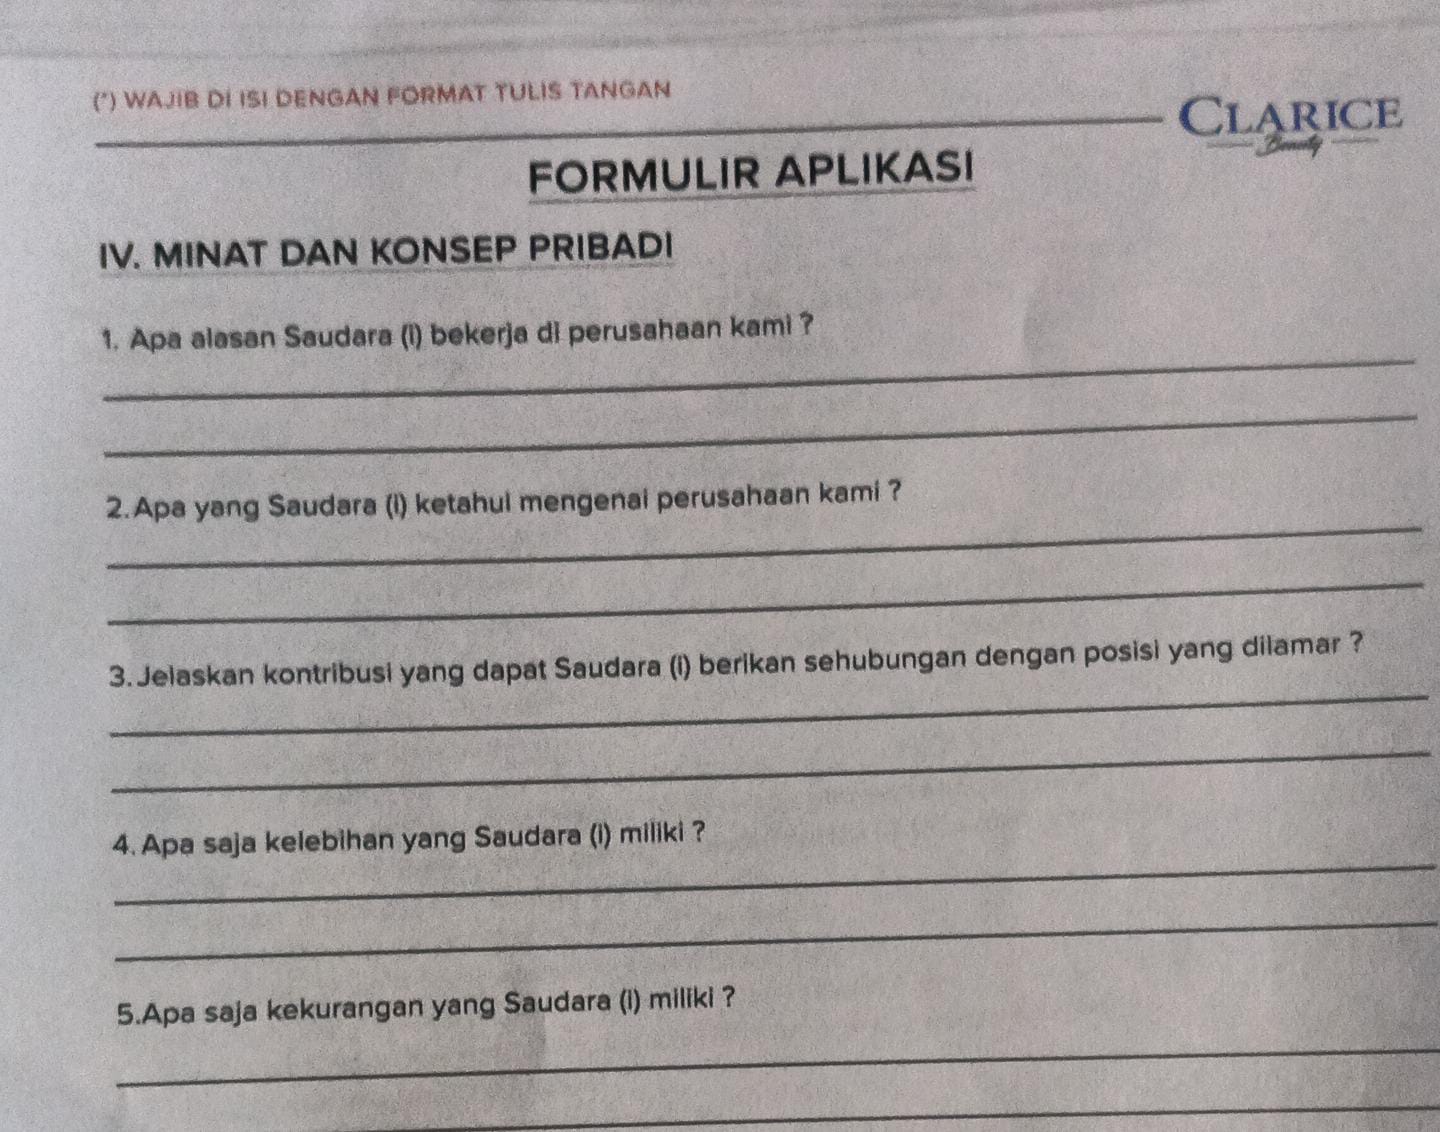 (*) WAJIB DI ISI DENGAN FORMAT TULIS TANGAN
CLARICE
Beauty
FORMULIR APLIKASI
IV. MINAT DAN KONSEP PRIBADI
1. Apa alasan Saudara (i) bekerja di perusahaan kami ?
2. Apa yang Saudara (i) ketahui mengenai perusahaan kami ?
3. Jelaskan kontribusi yang dapat Saudara (i) berikan sehubungan dengan posisi yang dilamar ?
4. Apa saja kelebihan yang Saudara (i) miliki ?
5.Apa saja kekurangan yang Saudara (i) miliki ?